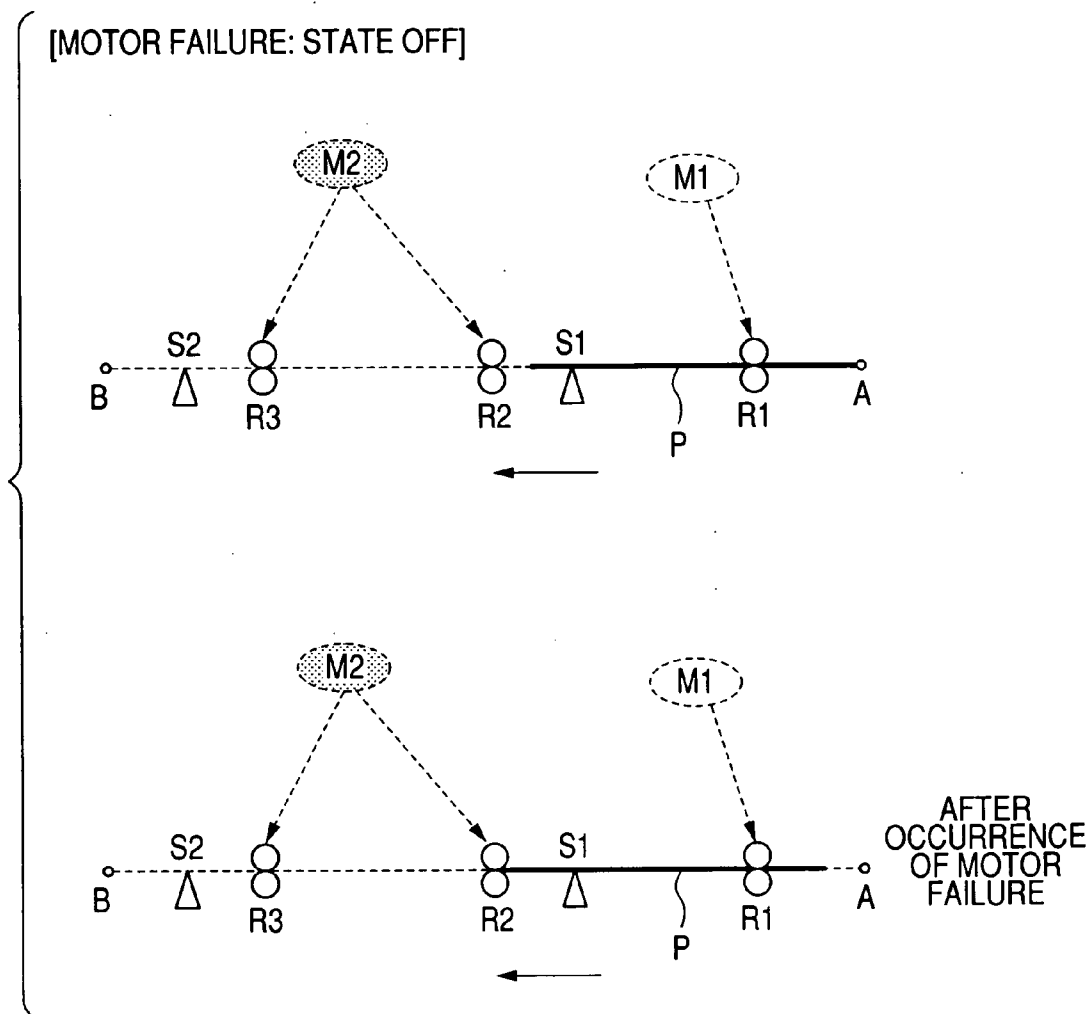 [MOTOR FAILURE: STATE OFF]
M2
M1
S2
S1
B
R3
R2
P
R1
A
M2
M1
S2
S1
B
R3
R2
P
R1
A
AFTER
OCCURRENCE
OF MOTOR
FAILURE